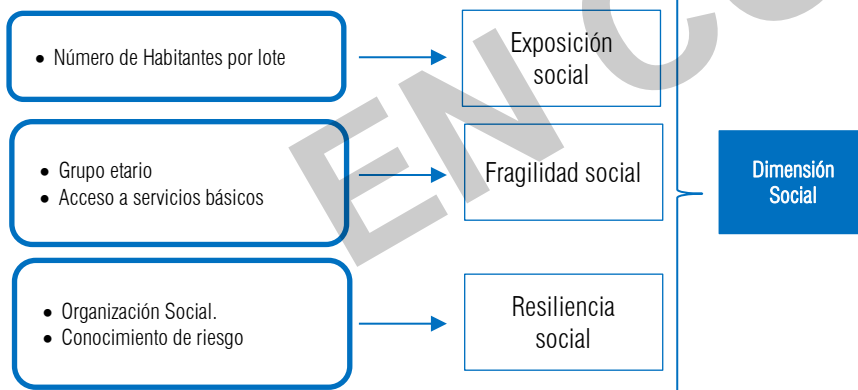 • Número de Habitantes por lote
Exposición
social
• Grupo etario
• Acceso a servicios básicos
Fragilidad social
Dimensión
Social
• Organización Social.
• Conocimiento de riesgo
Resiliencia
social
EN CO